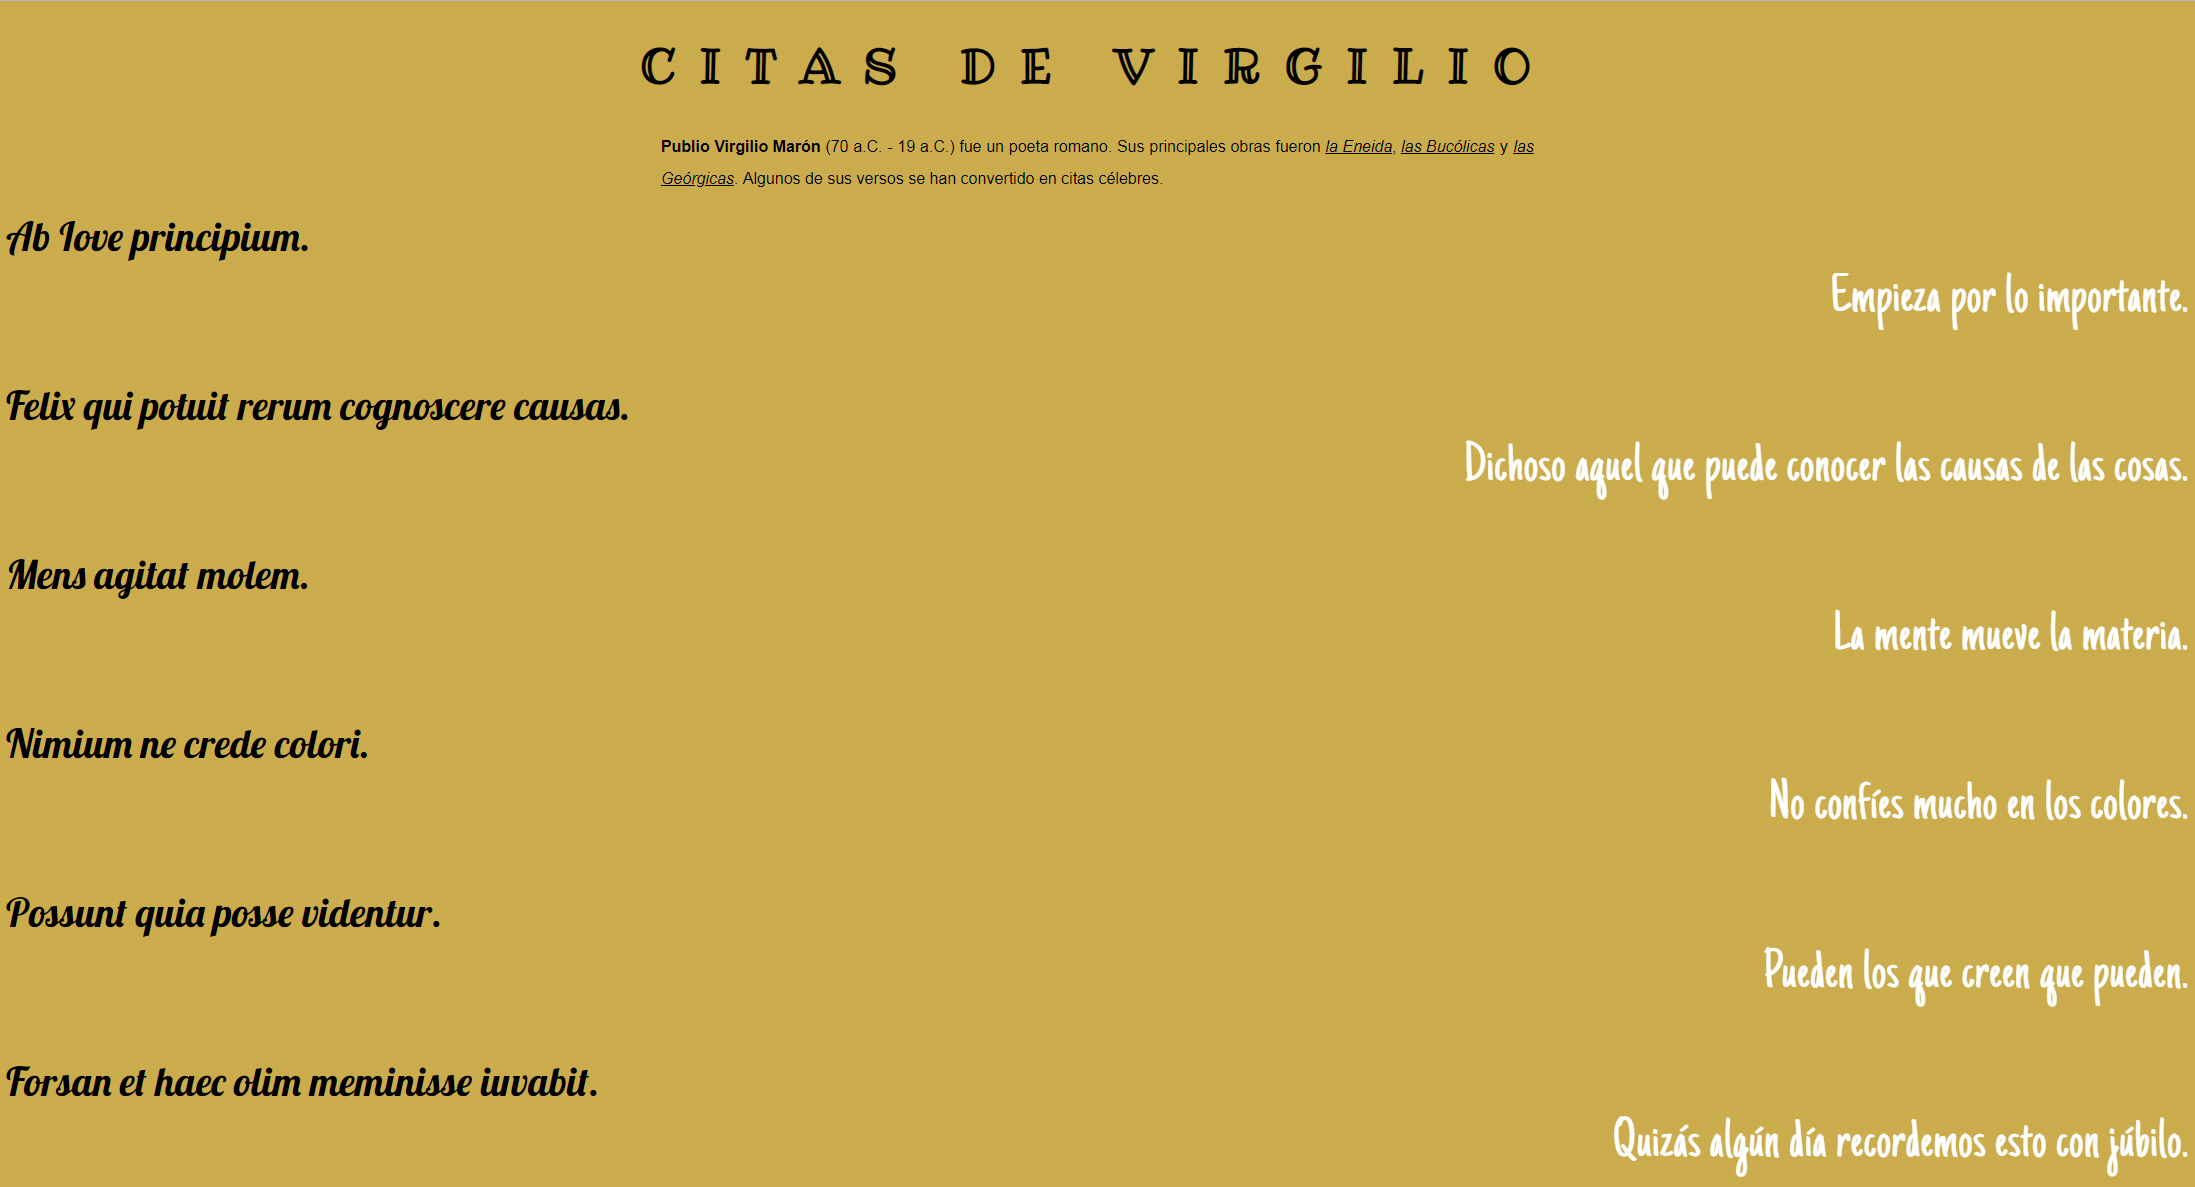 CITAS DE VIRGILIO
Publio Virgilio Marón (70 a.C. - 19 a.C.) fue un poeta romano. Sus principales obras fueron la Eneida, las Bucólicas y las
Geórgicas. Algunos de sus versos se han convertido en citas célebres.
Ab Iove principium.
Empieza por lo importante.
Felix qui potuit rerum cognoscere causas.
Dichoso aquel que puede conocer las causas de las cosas.
Mens agitat molem.
La mente mueve la materia.
Nimium ne crede colori.
No confíes mucho en los colores.
Possunt quia posse videntur.
Pueden los que creen que pueden.
Forsan et haec olim meminisse iuvabit.
Quizás algún día recordemos esto con júbilo.